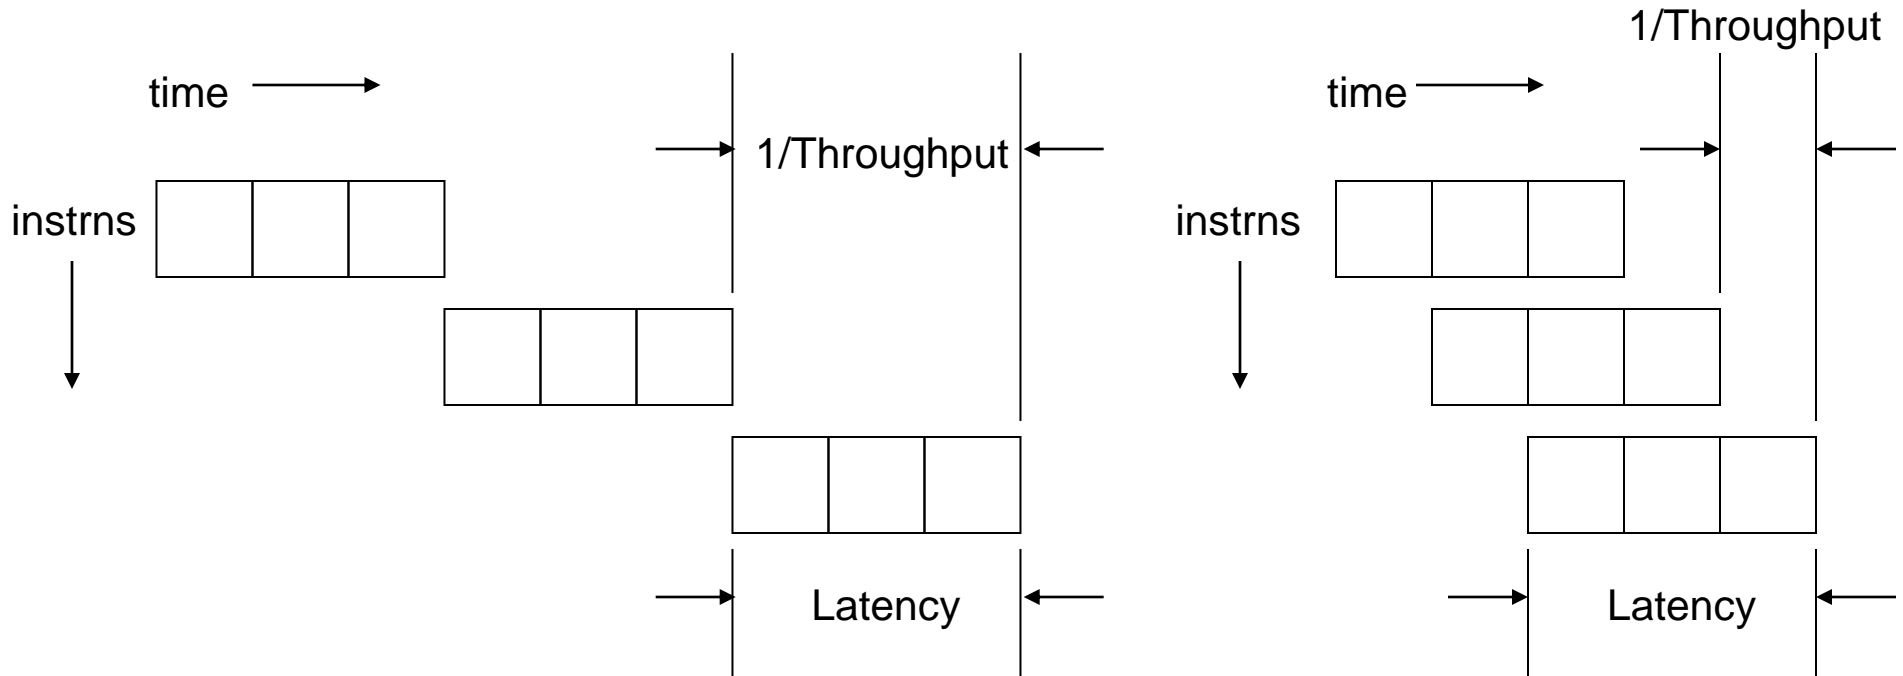 time
1/Throughput
instrns
Latency
1/Throughput
time
instrns
Latency